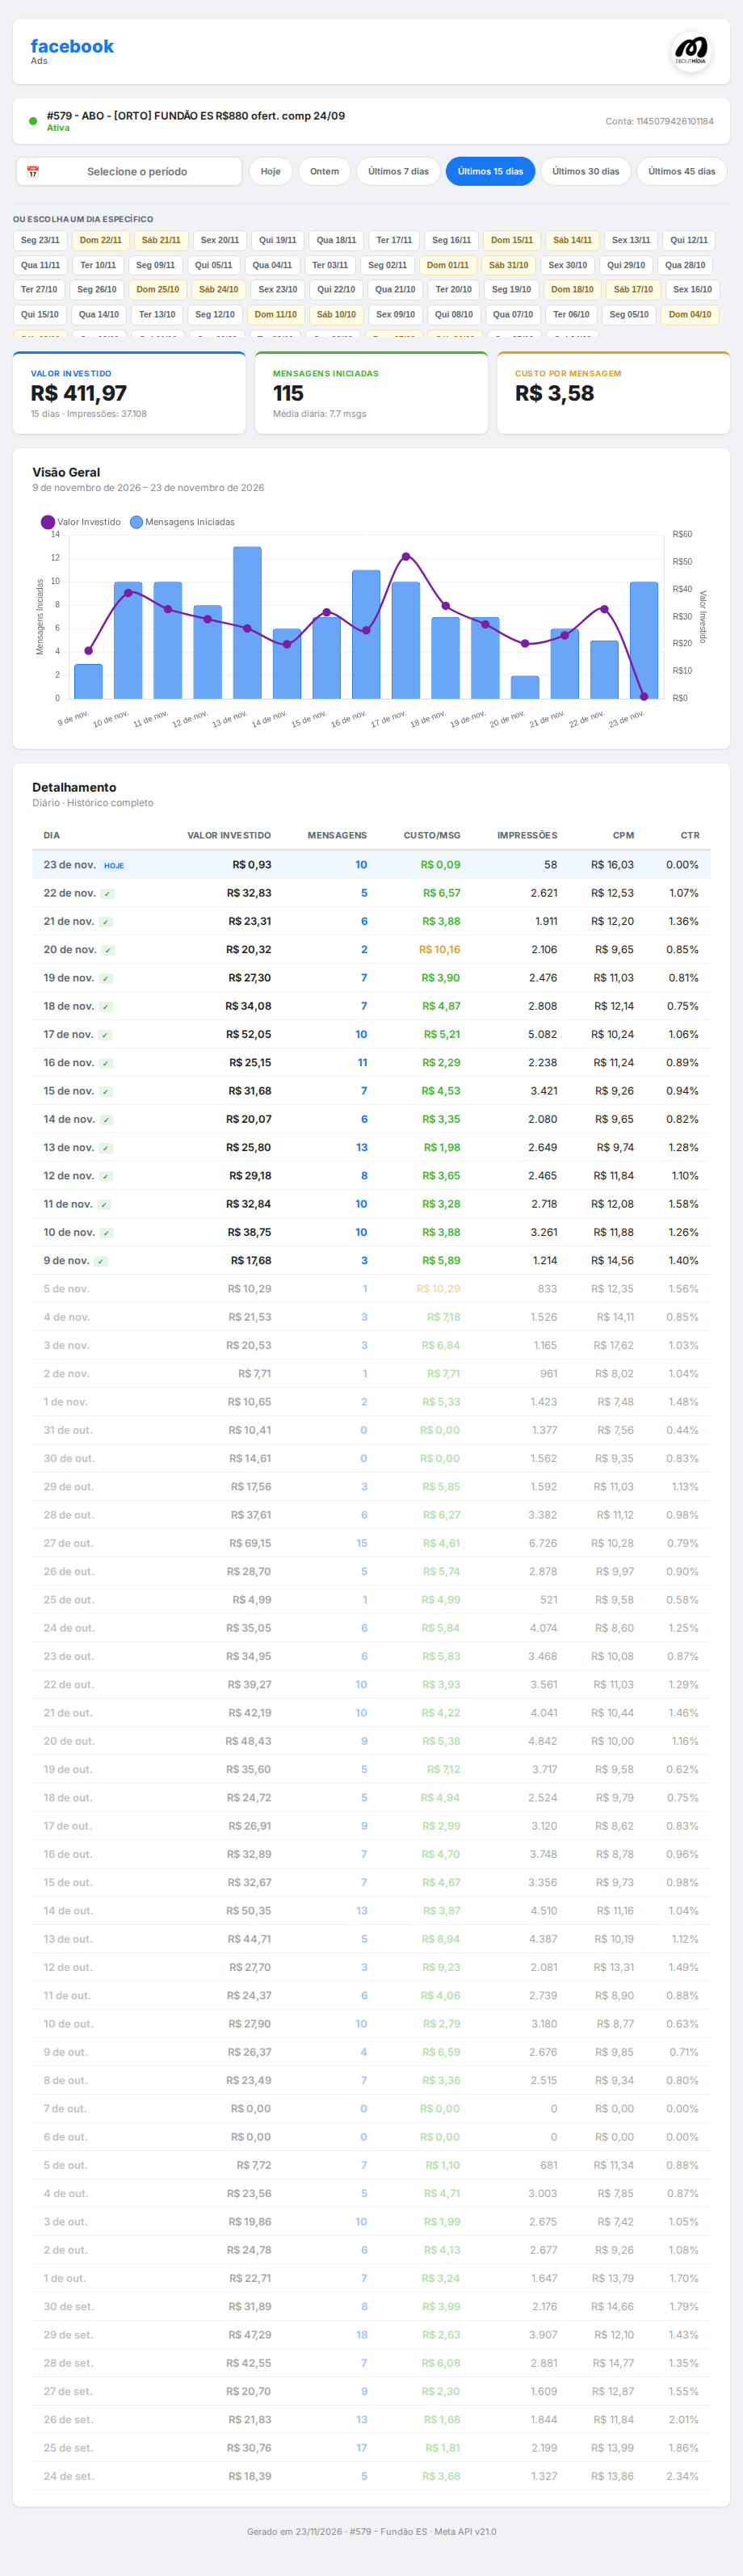 facebook
Ads
DBOUTMÍDIA
#579 - ABO - [ORTO] FUNDÃO ES R$880 ofert. comp 24/09
Ativa
Conta: 1145079426101184
Selecione o período
Hoje
Ontem
Últimos 7 dias
Últimos 15 dias
Últimos 30 dias
Últimos 45 dias
OU ESCOLHA UM DIA ESPECÍFICO
Seg 23/11 Dom 22/11 Sáb 21/11 Sex 20/11 Qui 19/11 Qua 18/11 Ter 17/11 Seg 16/11 Dom 15/11 Sáb 14/11 Sex 13/11 Qui 12/11
Qua 11/11 Ter 10/11 Seg 09/11 Qui 05/11 Qua 04/11 Ter 03/11 Seg 02/11 Dom 01/11 Sáb 31/10 Sex 30/10 Qui 29/10 Qua 28/10
Ter 27/10 Seg 26/10 Dom 25/10 Sáb 24/10 Sex 23/10 Qui 22/10 Qua 21/10 Ter 20/10 Seg 19/10 Dom 18/10 Sáb 17/10 Sex 16/10
Qui 15/10 Qua 14/10 Ter 13/10 Seg 12/10 Dom 11/10 Sáb 10/10 Sex 09/10 Qui 08/10 Qua 07/10 Ter 06/10 Seg 05/10 Dom 04/10
VALOR INVESTIDO
R$ 411,97
15 dias · Impressões: 37.108
MENSAGENS INICIADAS
115
Média diária: 7.7 msgs
CUSTO POR MENSAGEM
R$ 3,58
Visão Geral
9 de novembro de 2026 – 23 de novembro de 2026
Valor Investido Mensagens Iniciadas
Mensagens Iniciadas
14
12
10
8
6
4
2
0
R$60
R$50
R$40
R$30
R$20
R$10
R$0
Valor Investido
9 de nov. 10 de nov. 11 de nov. 12 de nov. 13 de nov. 14 de nov. 15 de nov. 16 de nov. 17 de nov. 18 de nov. 19 de nov. 20 de nov. 21 de nov. 22 de nov. 23 de nov.
Detalhamento
Diário · Histórico completo
DIA VALOR INVESTIDO MENSAGENS CUSTO/MSG IMPRESSÕES CPM CTR
23 de nov. HOJE R$ 0,93 10 R$ 0,09 58 R$ 16,03 0.00%
22 de nov. ✓ R$ 32,83 5 R$ 6,57 2.621 R$ 12,53 1.07%
21 de nov. ✓ R$ 23,31 6 R$ 3,88 1.911 R$ 12,20 1.36%
20 de nov. ✓ R$ 20,32 2 R$ 10,16 2.106 R$ 9,65 0.85%
19 de nov. ✓ R$ 27,30 7 R$ 3,90 2.476 R$ 11,03 0.81%
18 de nov. ✓ R$ 34,08 7 R$ 4,87 2.808 R$ 12,14 0.75%
17 de nov. ✓ R$ 52,05 10 R$ 5,21 5.082 R$ 10,24 1.06%
16 de nov. ✓ R$ 25,15 11 R$ 2,29 2.238 R$ 11,24 0.89%
15 de nov. ✓ R$ 31,68 7 R$ 4,53 3.421 R$ 9,26 0.94%
14 de nov. ✓ R$ 20,07 6 R$ 3,35 2.080 R$ 9,65 0.82%
13 de nov. ✓ R$ 25,80 13 R$ 1,98 2.649 R$ 9,74 1.28%
12 de nov. ✓ R$ 29,18 8 R$ 3,65 2.465 R$ 11,84 1.10%
11 de nov. ✓ R$ 32,84 10 R$ 3,28 2.718 R$ 12,08 1.58%
10 de nov. ✓ R$ 38,75 10 R$ 3,88 3.261 R$ 11,88 1.26%
9 de nov. ✓ R$ 17,68 3 R$ 5,89 1.214 R$ 14,56 1.40%
5 de nov. R$ 10,29 1 R$ 10,29 833 R$ 12,35 1.56%
4 de nov. R$ 21,53 3 R$ 7,18 1.526 R$ 14,11 0.85%
3 de nov. R$ 20,53 3 R$ 6,84 1.165 R$ 17,62 1.03%
2 de nov. R$ 7,71 1 R$ 7,71 961 R$ 8,02 1.04%
1 de nov. R$ 10,65 2 R$ 5,33 1.423 R$ 7,48 1.48%
31 de out. R$ 10,41 0 R$ 0,00 1.377 R$ 7,56 0.44%
30 de out. R$ 14,61 0 R$ 0,00 1.562 R$ 9,35 0.83%
29 de out. R$ 17,56 3 R$ 5,85 1.592 R$ 11,03 1.13%
28 de out. R$ 37,61 6 R$ 6,27 3.382 R$ 11,12 0.98%
27 de out. R$ 69,15 15 R$ 4,61 6.726 R$ 10,28 0.79%
26 de out. R$ 28,70 5 R$ 5,74 2.878 R$ 9,97 0.90%
25 de out. R$ 4,99 1 R$ 4,99 521 R$ 9,58 0.58%
24 de out. R$ 35,05 6 R$ 5,84 4.074 R$ 8,60 1.25%
23 de out. R$ 34,95 6 R$ 5,83 3.468 R$ 10,08 0.87%
22 de out. R$ 39,27 10 R$ 3,93 3.561 R$ 11,03 1.29%
21 de out. R$ 42,19 10 R$ 4,22 4.041 R$ 10,44 1.46%
20 de out. R$ 48,43 9 R$ 5,38 4.842 R$ 10,00 1.16%
19 de out. R$ 35,60 5 R$ 7,12 3.717 R$ 9,58 0.62%
18 de out. R$ 24,72 5 R$ 4,94 2.524 R$ 9,79 0.75%
17 de out. R$ 26,91 9 R$ 2,99 3.120 R$ 8,62 0.83%
16 de out. R$ 32,89 7 R$ 4,70 3.748 R$ 8,78 0.96%
15 de out. R$ 32,67 7 R$ 4,67 3.356 R$ 9,73 0.98%
14 de out. R$ 50,35 13 R$ 3,87 4.510 R$ 11,16 1.04%
13 de out. R$ 44,71 5 R$ 8,94 4.387 R$ 10,19 1.12%
12 de out. R$ 27,70 3 R$ 9,23 2.081 R$ 13,31 1.49%
11 de out. R$ 24,37 6 R$ 4,06 2.739 R$ 8,90 0.88%
10 de out. R$ 27,90 10 R$ 2,79 3.180 R$ 8,77 0.63%
9 de out. R$ 26,37 4 R$ 6,59 2.676 R$ 9,85 0.71%
8 de out. R$ 23,49 7 R$ 3,36 2.515 R$ 9,34 0.80%
7 de out. R$ 0,00 0 R$ 0,00 0 R$ 0,00 0.00%
6 de out. R$ 0,00 0 R$ 0,00 0 R$ 0,00 0.00%
5 de out. R$ 7,72 7 R$ 1,10 681 R$ 11,34 0.88%
4 de out. R$ 23,56 5 R$ 4,71 3.003 R$ 7,85 0.87%
3 de out. R$ 19,86 10 R$ 1,99 2.675 R$ 7,42 1.05%
2 de out. R$ 24,78 6 R$ 4,13 2.677 R$ 9,26 1.08%
1 de out. R$ 22,71 7 R$ 3,24 1.647 R$ 13,79 1.70%
30 de set. R$ 31,89 8 R$ 3,99 2.176 R$ 14,66 1.79%
29 de set. R$ 47,29 18 R$ 2,63 3.907 R$ 12,10 1.43%
28 de set. R$ 42,55 7 R$ 6,08 2.881 R$ 14,77 1.35%
27 de set. R$ 20,70 9 R$ 2,30 1.609 R$ 12,87 1.55%
26 de set. R$ 21,83 13 R$ 1,68 1.844 R$ 11,84 2.01%
25 de set. R$ 30,76 17 R$ 1,81 2.199 R$ 13,99 1.86%
24 de set. R$ 18,39 5 R$ 3,68 1.327 R$ 13,86 2.34%
Gerado em 23/11/2026 · #579 - Fundão ES · Meta API v21.0